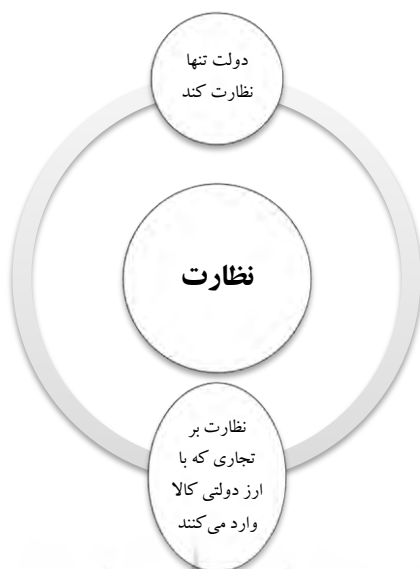 دولت تنها
نظارت کند
نظارت
نظارت بر
تجاری که با
ارز دولتی کالا
وارد می‌کنند